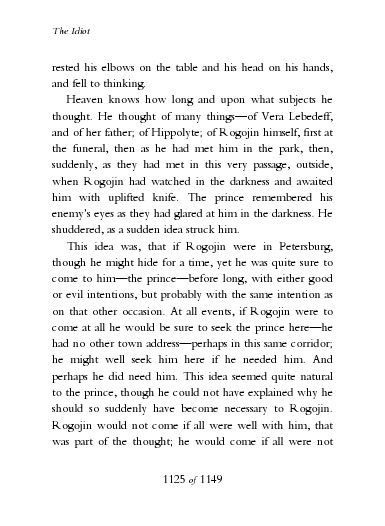 The Idiot
rested his elbows on the table and his head on his hands,
and fell to thinking.
Heaven knows how long and upon what subjects he
thought. He thought of many things—of Vera Lebedeff,
and of her father; of Hippolyte; of Rogojin himself, first at
the funeral, then as he had met him in the park, then,
suddenly, as they had met in this very passage, outside,
when Rogojin had watched in the darkness and awaited
him with uplifted knife. The prince remembered his
enemy's eyes as they had glared at him in the darkness. He
shuddered, as a sudden idea struck him.
This idea was, that if Rogojin were in Petersburg,
though he might hide for a time, yet he was quite sure to
come to him—the prince—before long, with either good
or evil intentions, but probably with the same intention as
on that other occasion. At all events, if Rogojin were to
come at all he would be sure to seek the prince here—he
had no other town address—perhaps in this same corridor;
he might well seek him here if he needed him. And
perhaps he did need him. This idea seemed quite natural
to the prince, though he could not have explained why he
should so suddenly have become necessary to Rogojin.
Rogojin would not come if all were well with him, that
was part of the thought; he would come if all were not
1125 of 1149